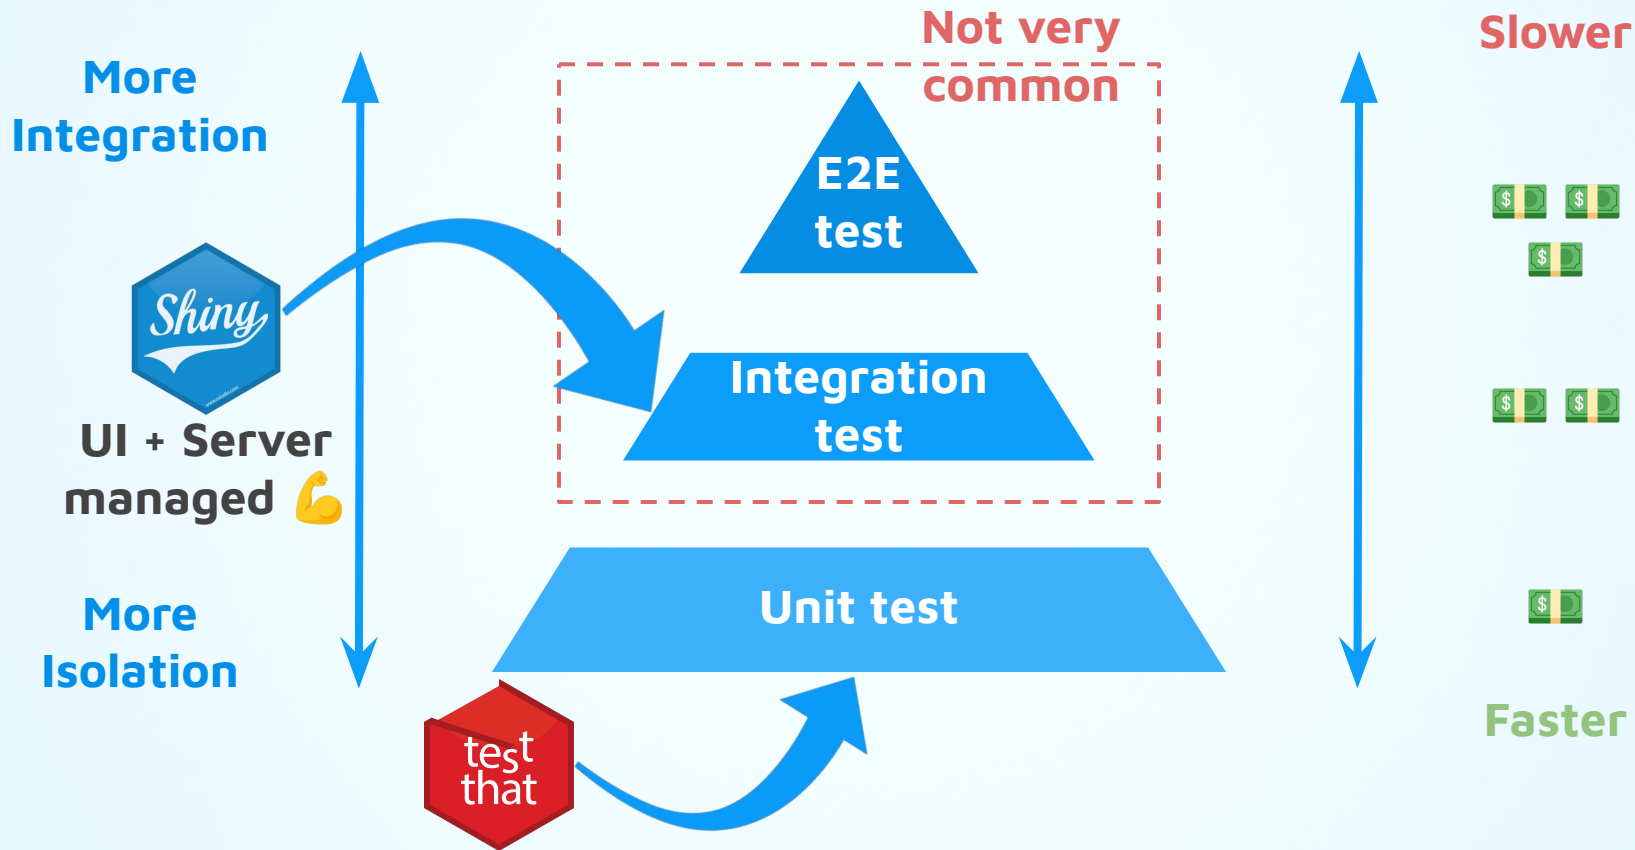 Not very
common
Slower
More
Integration
E2E
test
Shiny
Integration
test
UI + Server
managed 💪
More
Isolation
Unit test
Faster
test
that